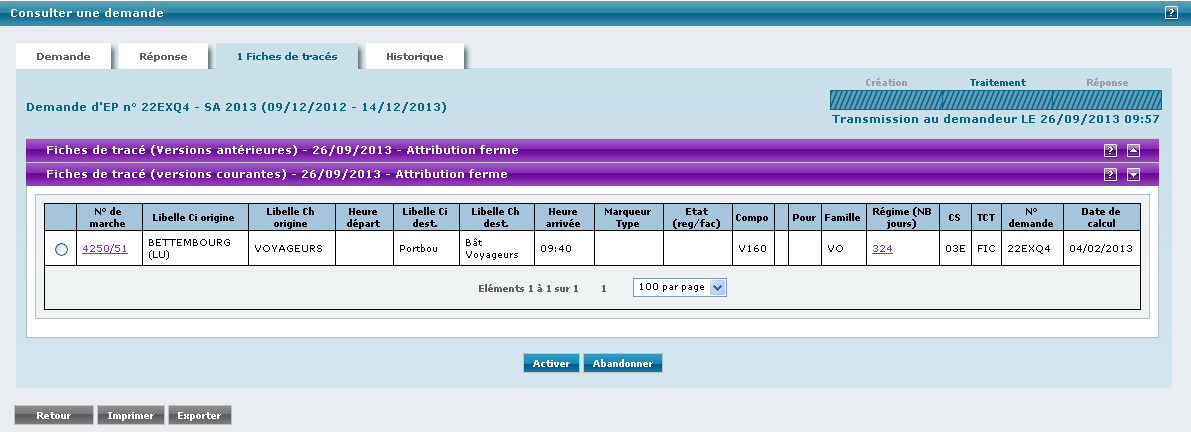 Consulter une demande
?
Demande Réponse 1 Fiches de tracés Historique
Création Traitement Réponse
Demande d'EP n° 22EXQ4 - SA 2013 (09/12/2012 - 14/12/2013)
Transmission au demandeur LE 26/09/2013 09:57
Fiches de tracé (Versions antérieures) - 26/09/2013 - Attribution ferme
?
Fiches de tracé (versions courantes) - 26/09/2013 - Attribution ferme
?
N° de marche Libelle Ci origine Libelle Ch origine Heure départ Libelle Ci dest. Libelle Ch dest. Heure arrivée Marqueur Type Etat (reg/fac) Compo Pour Famille Régime (NB jours) CS TCT N° demande Date de calcul
4250/51 BETTEMBOURG (LU) VOYAGEURS Portbou Bât Voyageurs 09:40 V160 VO 324 03E FIC 22EXQ4 04/02/2013
Eléments 1 à 1 sur 1 1 100 par page
Activer Abandonner
Retour Imprimer Exporter